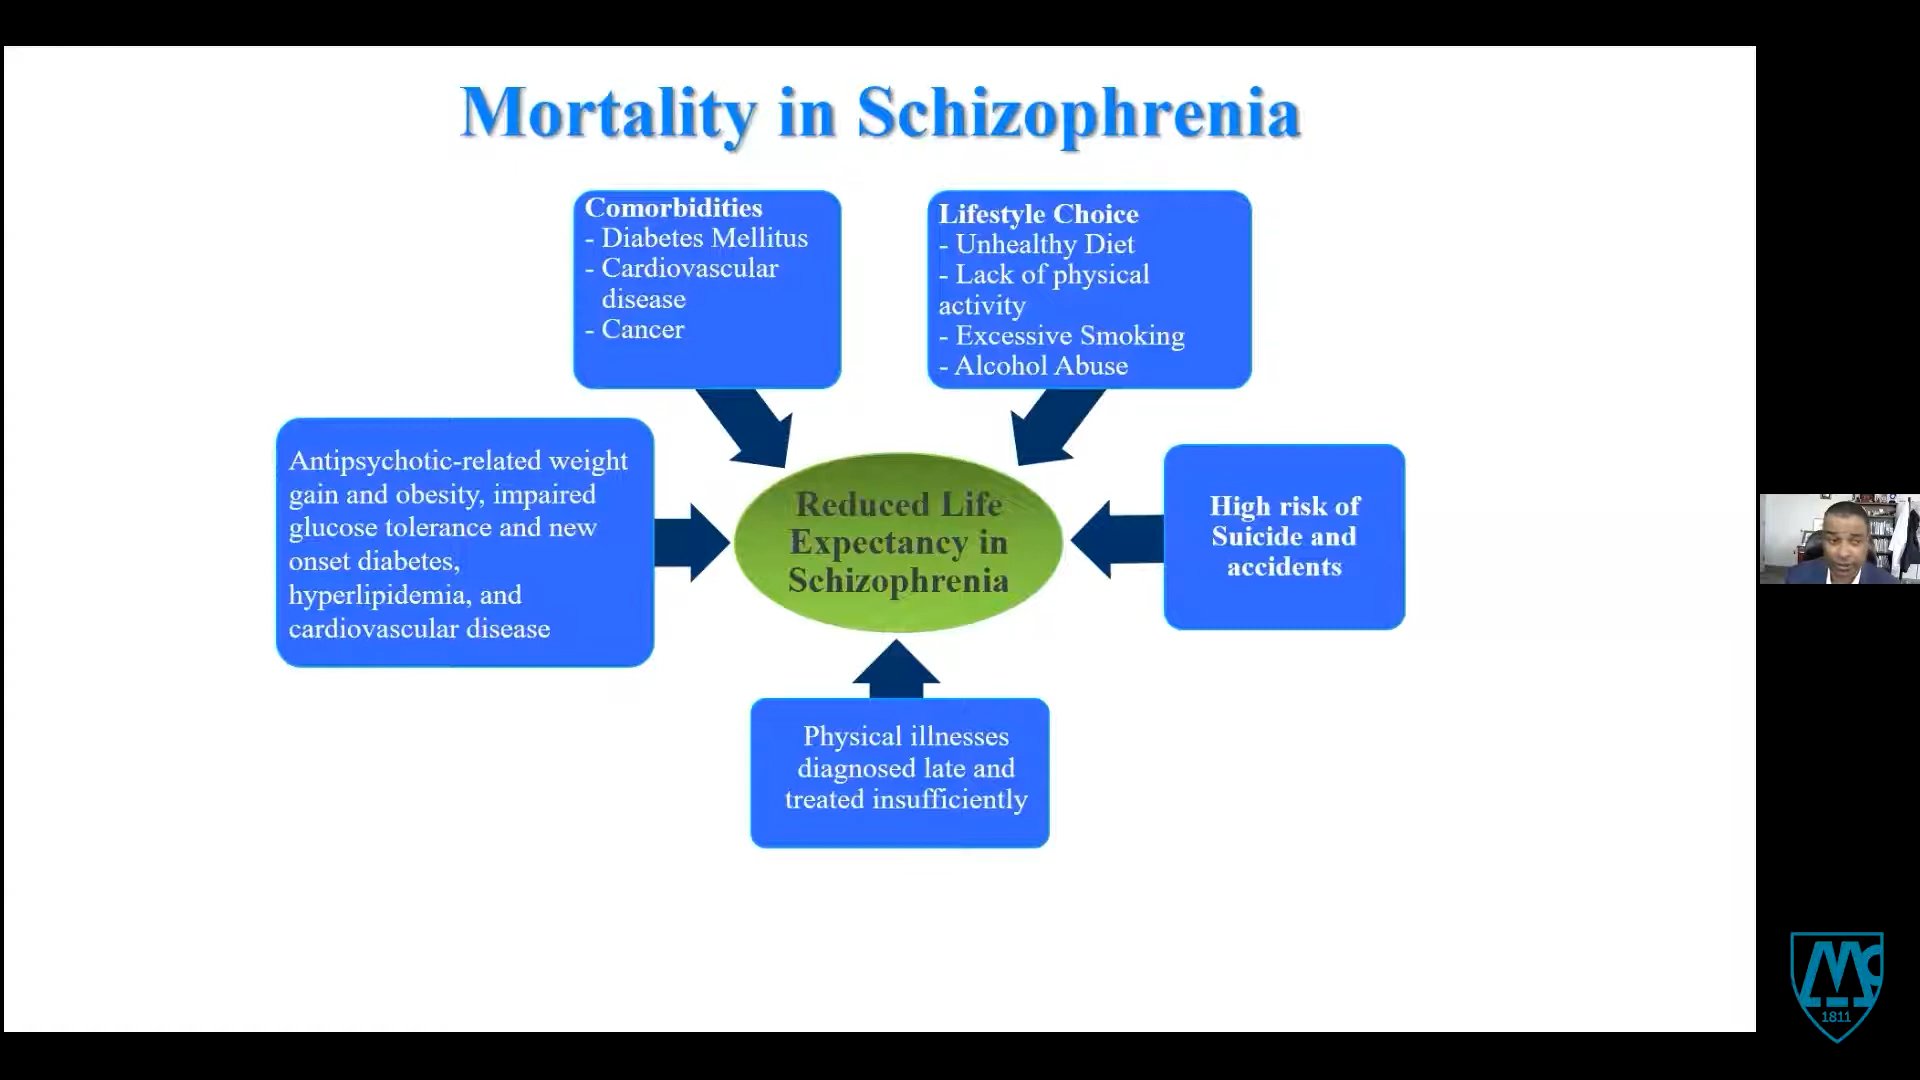 Mortality in Schizophrenia
Comorbidities
- Diabetes Mellitus
- Cardiovascular
disease
- Cancer
Lifestyle Choice
- Unhealthy Diet
- Lack of physical
activity
- Excessive Smoking
- Alcohol Abuse
Antipsychotic-related weight
gain and obesity, impaired
glucose tolerance and new
onset diabetes,
hyperlipidemia, and
cardiovascular disease
Reduced Life
Expectancy in
Schizophrenia
High risk of
Suicide and
accidents
Physical illnesses
diagnosed late and
treated insufficiently
1811